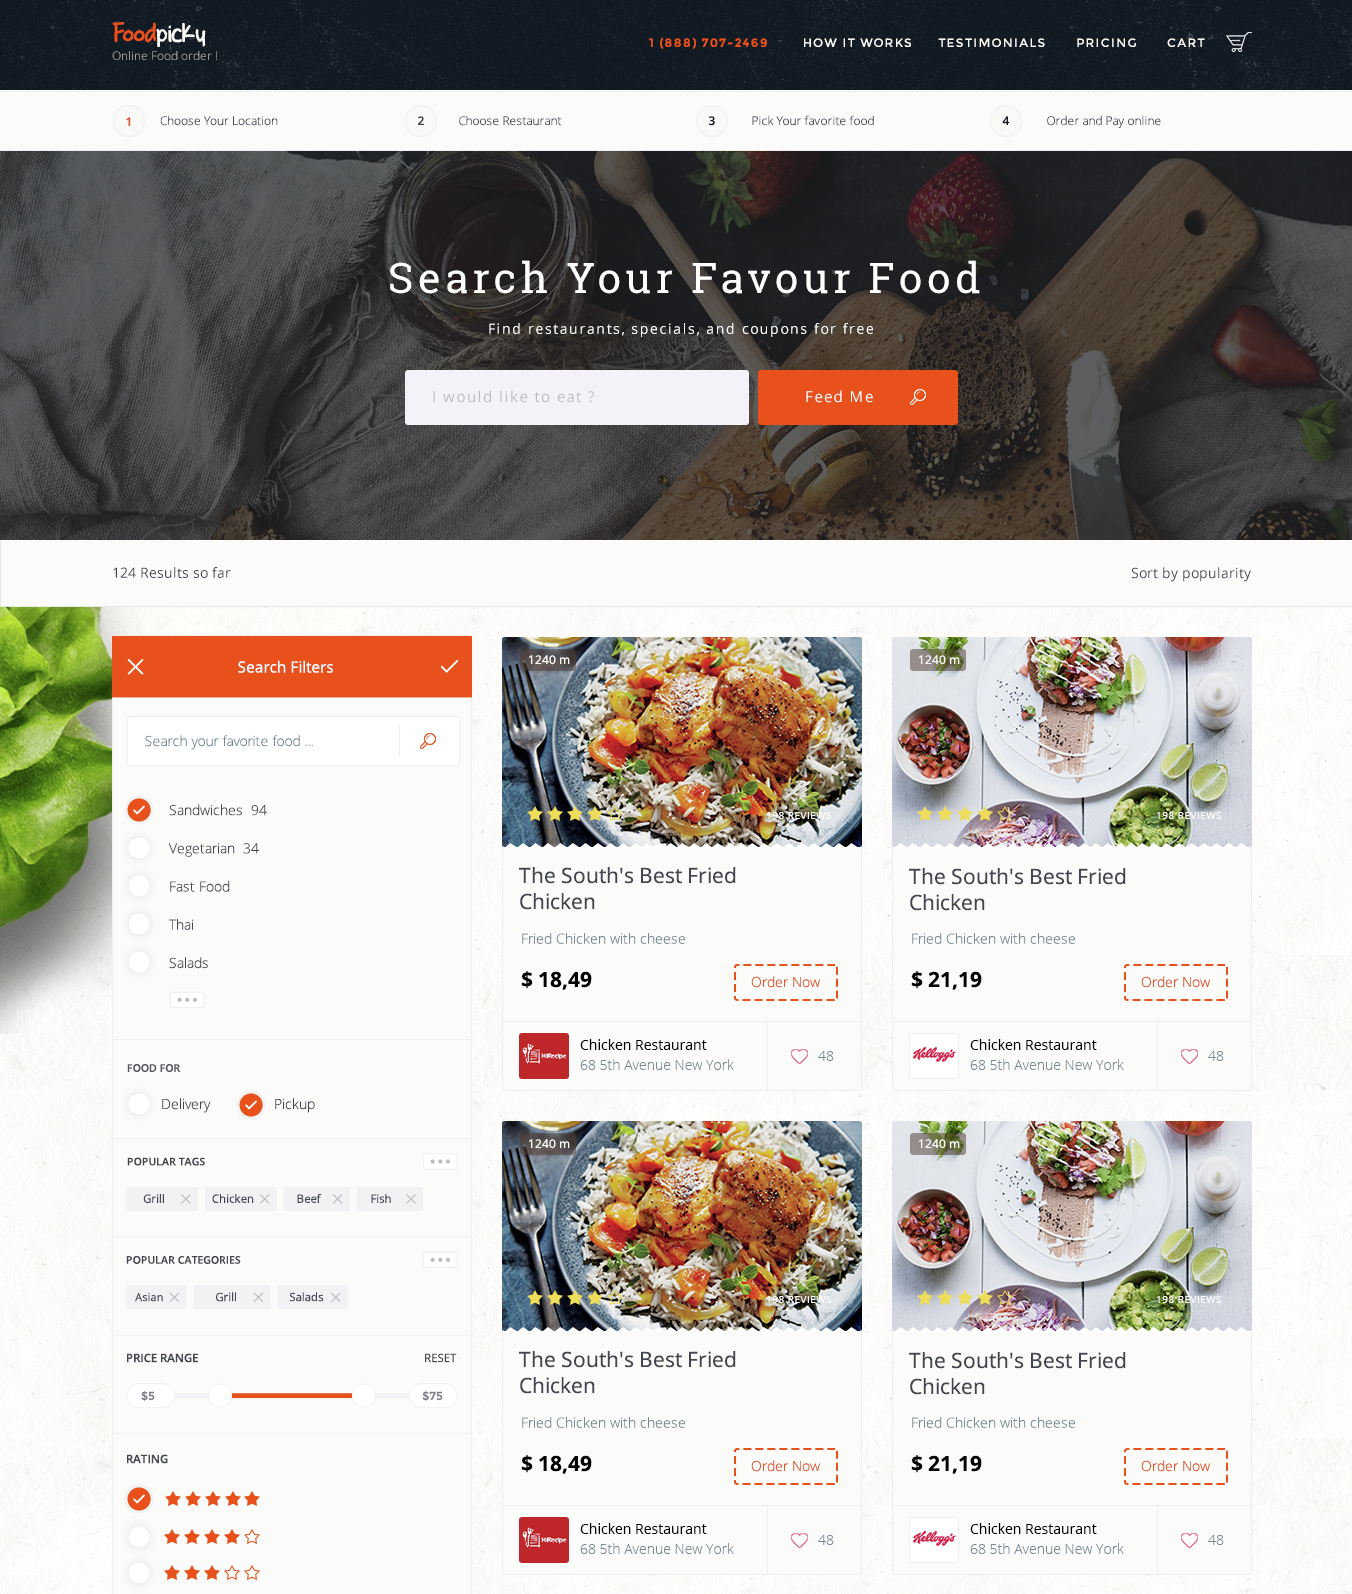 Foodpicky
Online Food order !
1 (888) 707-2469
HOW IT WORKS
TESTIMONIALS
PRICING
CART
1 Choose Your Location
2 Choose Restaurant
3 Pick Your favorite food
4 Order and Pay online
Search Your Favour Food
Find restaurants, specials, and coupons for free
I would like to eat ?
Feed Me
124 Results so far
Sort by popularity
Search Filters
Search your favorite food ...
Sandwiches 94
Vegetarian 34
Fast Food
Thai
Salads
FOOD FOR
Delivery
Pickup
POPULAR TAGS
Grill
Chicken
Beef
Fish
POPULAR CATEGORIES
Asian
Grill
Salads
PRICE RANGE
RESET
$5
$75
RATING
1240 m
198 REVIEWS
The South's Best Fried
Chicken
Fried Chicken with cheese
$ 18,49
Order Now
HiRecipe
Chicken Restaurant
68 5th Avenue New York
48
1240 m
198 REVIEWS
The South's Best Fried
Chicken
Fried Chicken with cheese
$ 21,19
Order Now
Kellogg's
Chicken Restaurant
68 5th Avenue New York
48
1240 m
198 REVIEWS
The South's Best Fried
Chicken
Fried Chicken with cheese
$ 18,49
Order Now
HiRecipe
Chicken Restaurant
68 5th Avenue New York
48
1240 m
198 REVIEWS
The South's Best Fried
Chicken
Fried Chicken with cheese
$ 21,19
Order Now
Kellogg's
Chicken Restaurant
68 5th Avenue New York
48